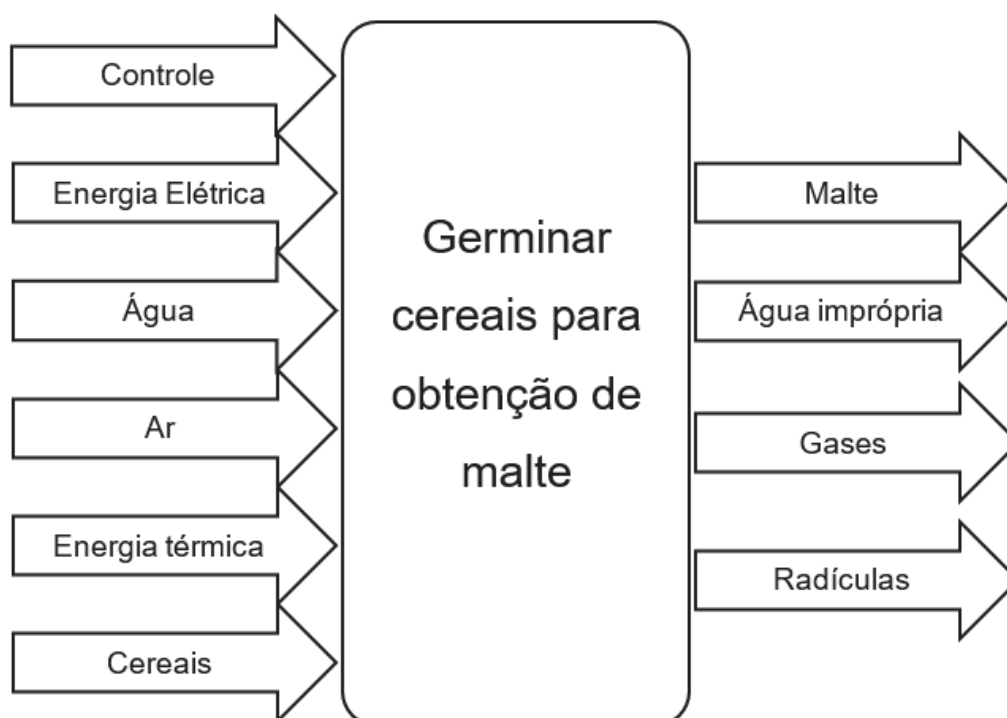 Controle
Energia Elétrica
Água
Ar
Energia térmica
Cereais
Germinar
cereais para
obtenção de
malte
Malte
Água imprópria
Gases
Radículas